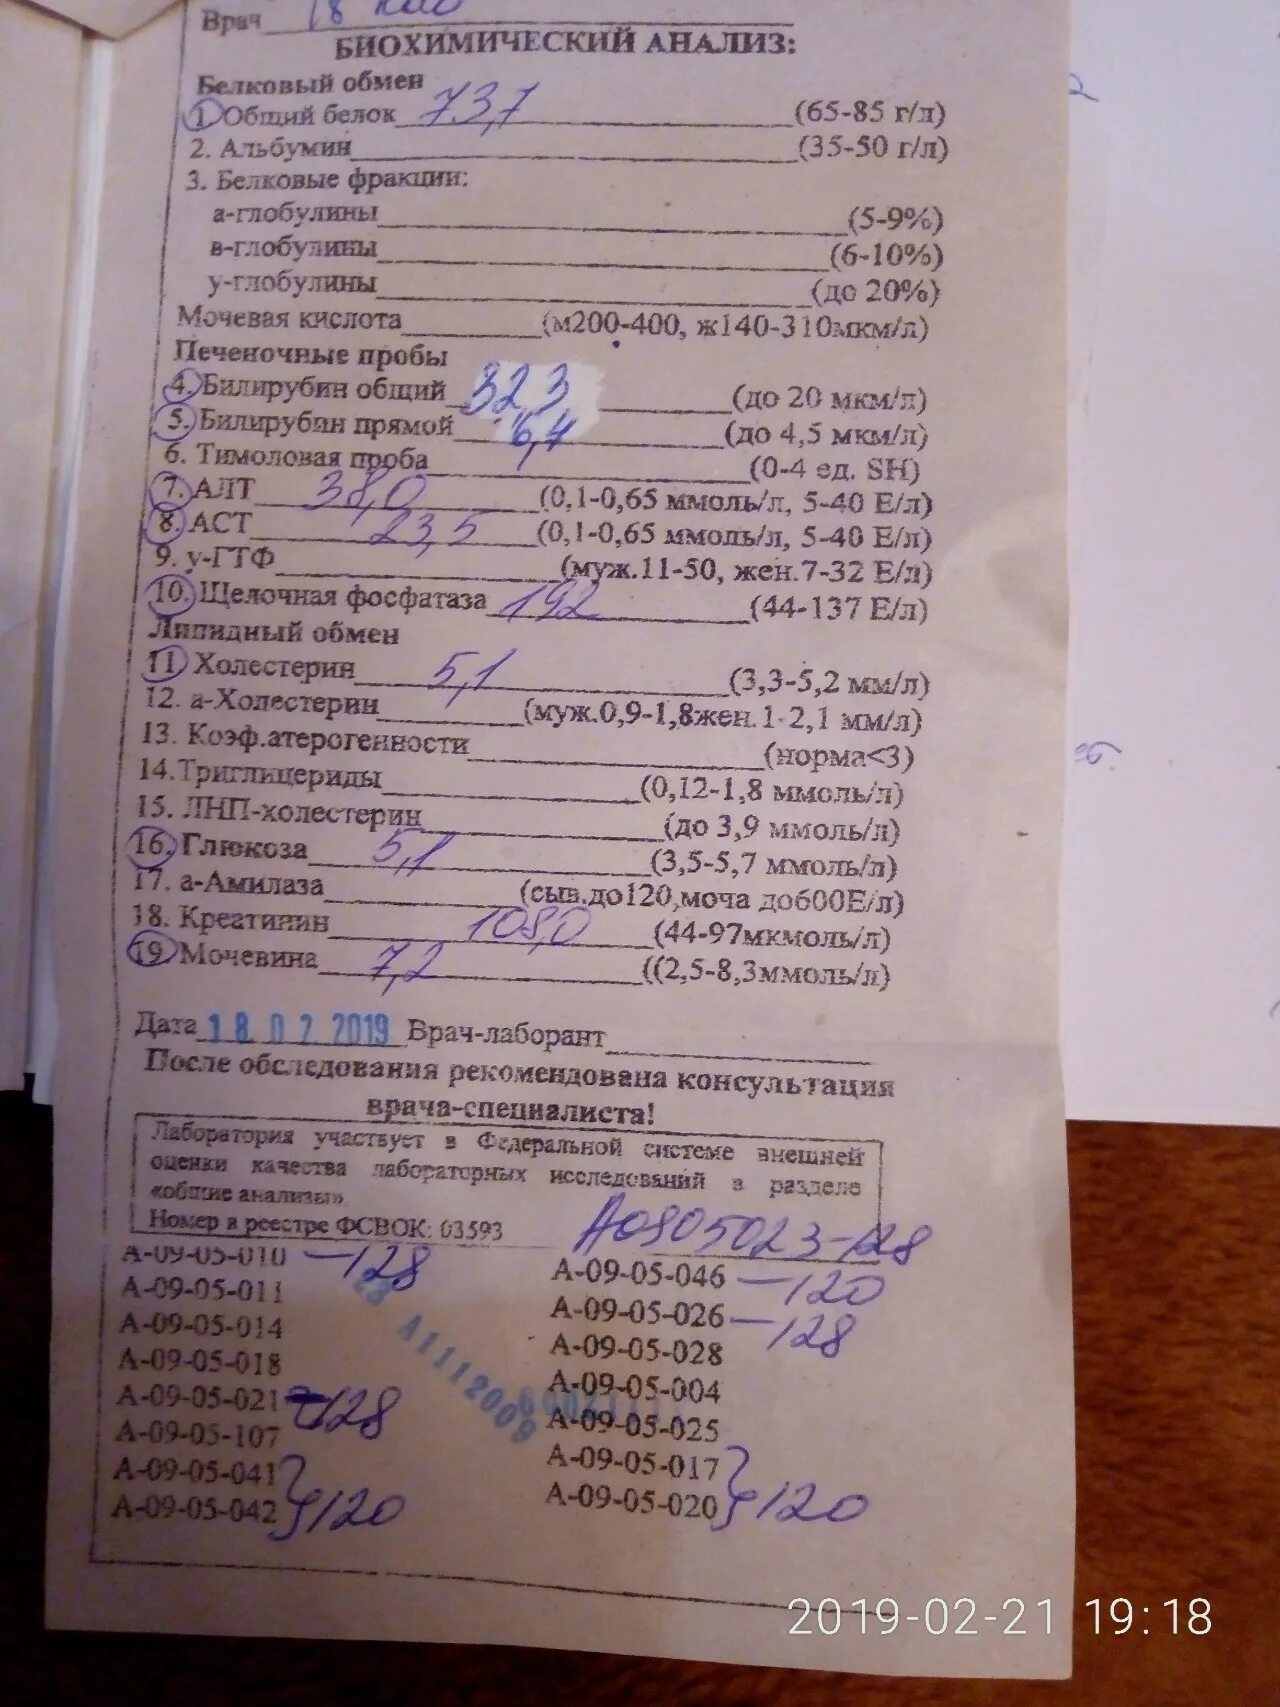 Врач 18 каб
БИОХИМИЧЕСКИЙ АНАЛИЗ:
Белковый обмен
1. Общий белок 73,7 (65-85 г/л)
2. Альбумин (35-50 г/л)
3. Белковые фракции:
а-глобулины (5-9%)
в-глобулины (6-10%)
у-глобулины (до 20%)
Мочевая кислота (м200-400, ж140-310мкм/л)
Печеночные пробы
4. Билирубин общий 32,3 (до 20 мкм/л)
5. Билирубин прямой 6,4 (до 4,5 мкм/л)
6. Тимоловая проба (0-4 ед. SH)
7. АЛТ 38,0 (0,1-0,65 ммоль/л, 5-40 Е/л)
8. АСТ 23,5 (0,1-0,65 ммоль/л, 5-40 Е/л)
9. у-ГТФ (муж.11-50, жен.7-32 Е/л)
10. Щелочная фосфатаза 192 (44-137 Е/л)
Липидный обмен
11 Холестерин 5,1 (3,3-5,2 мм/л)
12. а-Холестерин (муж.0,9-1,8жен.1-2,1 мм/л)
13. Коэф.атерогенности (норма<3)
14.Триглицериды (0,12-1,8 ммоль/л)
15. ЛНП-холестерин (до 3,9 ммоль/л)
16. Глюкоза 5,1 (3,5-5,7 ммоль/л)
17. а-Амилаза (сыв.до120,моча до600Е/л)
18. Креатинин 108,0 (44-97мкмоль/л)
19. Мочевина 7,2 ((2,5-8,3ммоль/л)
Дата 18 02 2019 Врач-лаборант
После обследования рекомендована консультация
врача-специалиста!
Лаборатория участвует в Федеральной системе внешней
оценки качества лабораторных исследований в разделе
«общие анализы».
Номер в реестре ФСВОК: 03593
А0905023-128
А-09-05-010 -128
А-09-05-011
А-09-05-014
А-09-05-018
А-09-05-021 -128
А-09-05-107
А-09-05-041
А-09-05-042 120
А-09-05-046 -120
А-09-05-026 -128
А-09-05-028
А-09-05-004
А-09-05-025
А-09-05-017
А-09-05-020 120
А1112009
2019-02-21 19:18